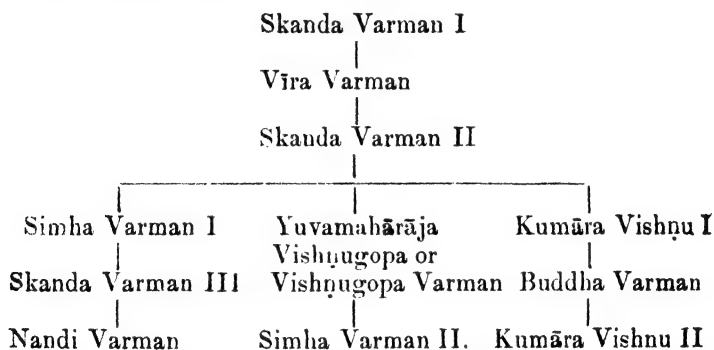 Skanda Varman I
Vīra Varman
Skanda Varman II
Simha Varman I Yuvamahārāja Kumāra Vishṇu I
Vishṇugopa or
Skanda Varman III Vishṇugopa Varman Buddha Varman
Nandi Varman Simha Varman II. Kumāra Vishṇu II